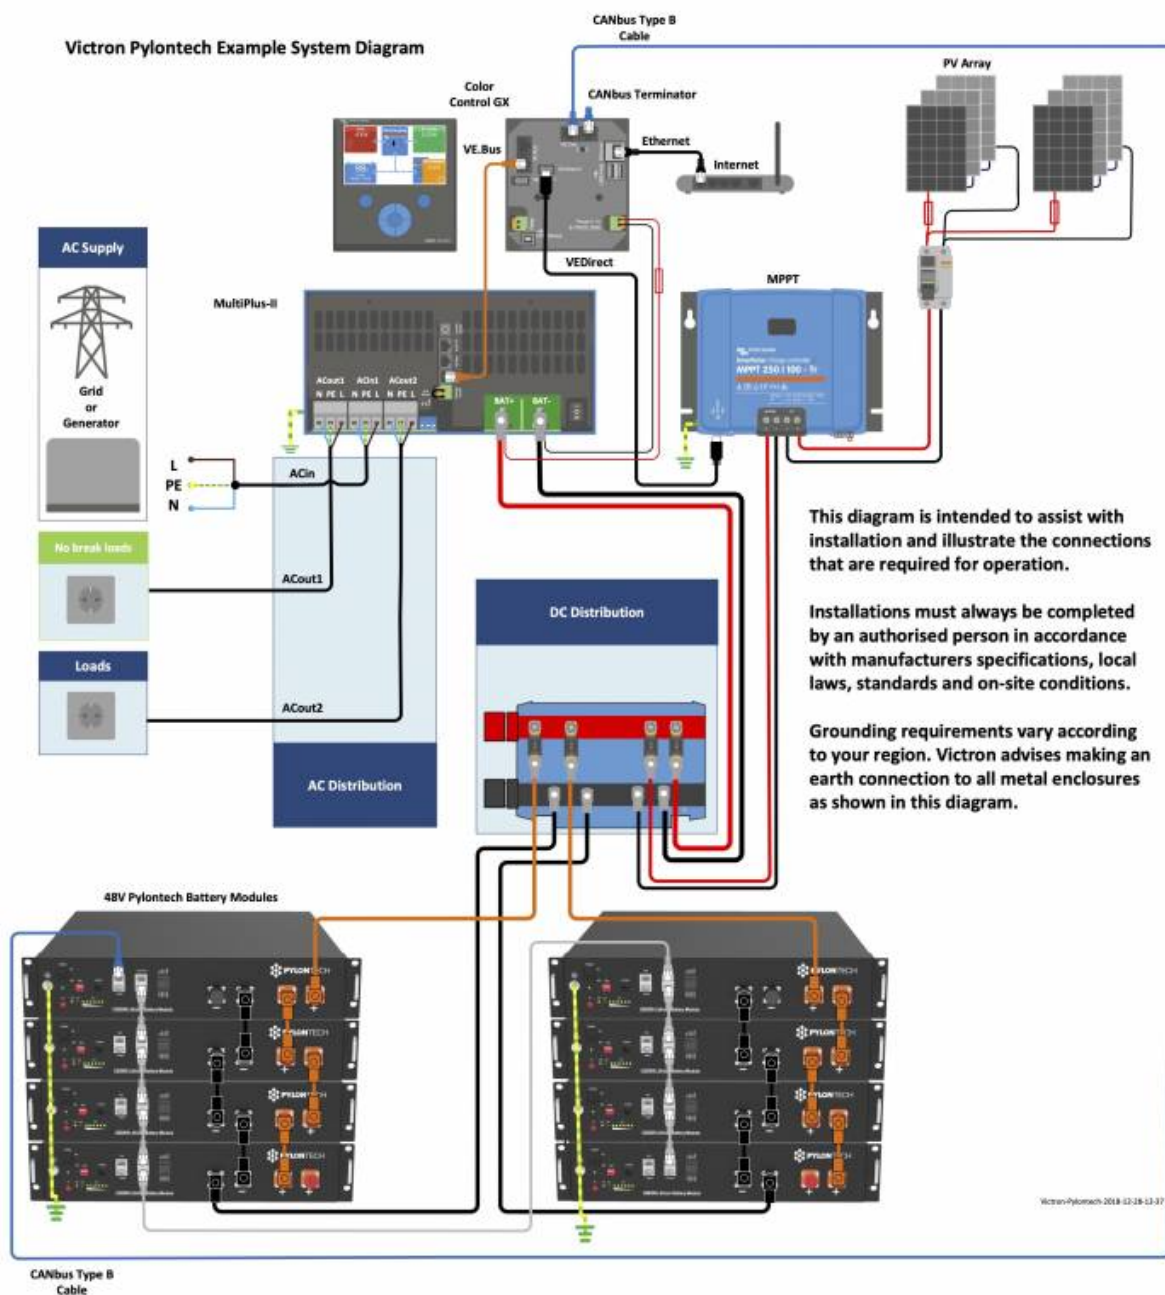 CANbus Type B
Cable
Victron Pylontech Example System Diagram
PV Array
Color
Control GX
CANbus Terminator
VE.Bus
Ethernet
Internet
AC Supply
VEDirect
MPPT
MultiPlus-II
MPPT 250 | 100
Grid
or
Generator
ACout1 ACin1 ACout2
N PE L N PE L N PE L
BAT+ BAT-
L
PE
N
ACin
This diagram is intended to assist with
installation and illustrate the connections
that are required for operation.
No break loads
ACout1
DC Distribution
Installations must always be completed
by an authorised person in accordance
with manufacturers specifications, local
laws, standards and on-site conditions.
Loads
ACout2
Grounding requirements vary according
to your region. Victron advises making an
earth connection to all metal enclosures
as shown in this diagram.
AC Distribution
48V Pylontech Battery Modules
PYLONTECH
PYLONTECH
PYLONTECH
PYLONTECH
PYLONTECH
PYLONTECH
PYLONTECH
PYLONTECH
CANbus Type B
Cable